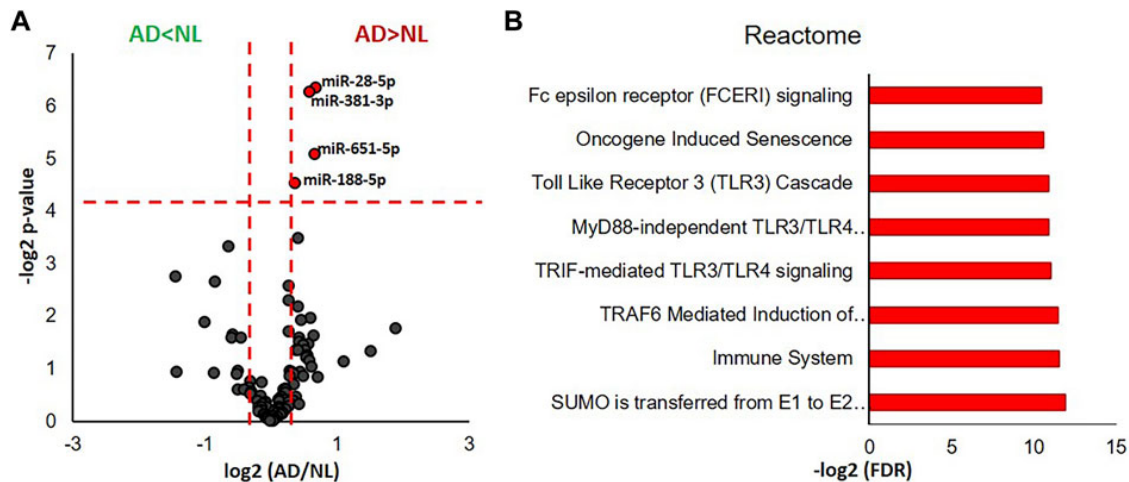 A
AD<NL
AD>NL
7
6
5
4
3
2
1
0
-log2 p-value
miR-28-5p
miR-381-3p
miR-651-5p
miR-188-5p
-3
-1
1
3
log2 (AD/NL)
B
Reactome
Fc epsilon receptor (FCERI) signaling
Oncogene Induced Senescence
Toll Like Receptor 3 (TLR3) Cascade
MyD88-independent TLR3/TLR4..
TRIF-mediated TLR3/TLR4 signaling
TRAF6 Mediated Induction of..
Immune System
SUMO is transferred from E1 to E2..
0
5
10
15
-log2 (FDR)